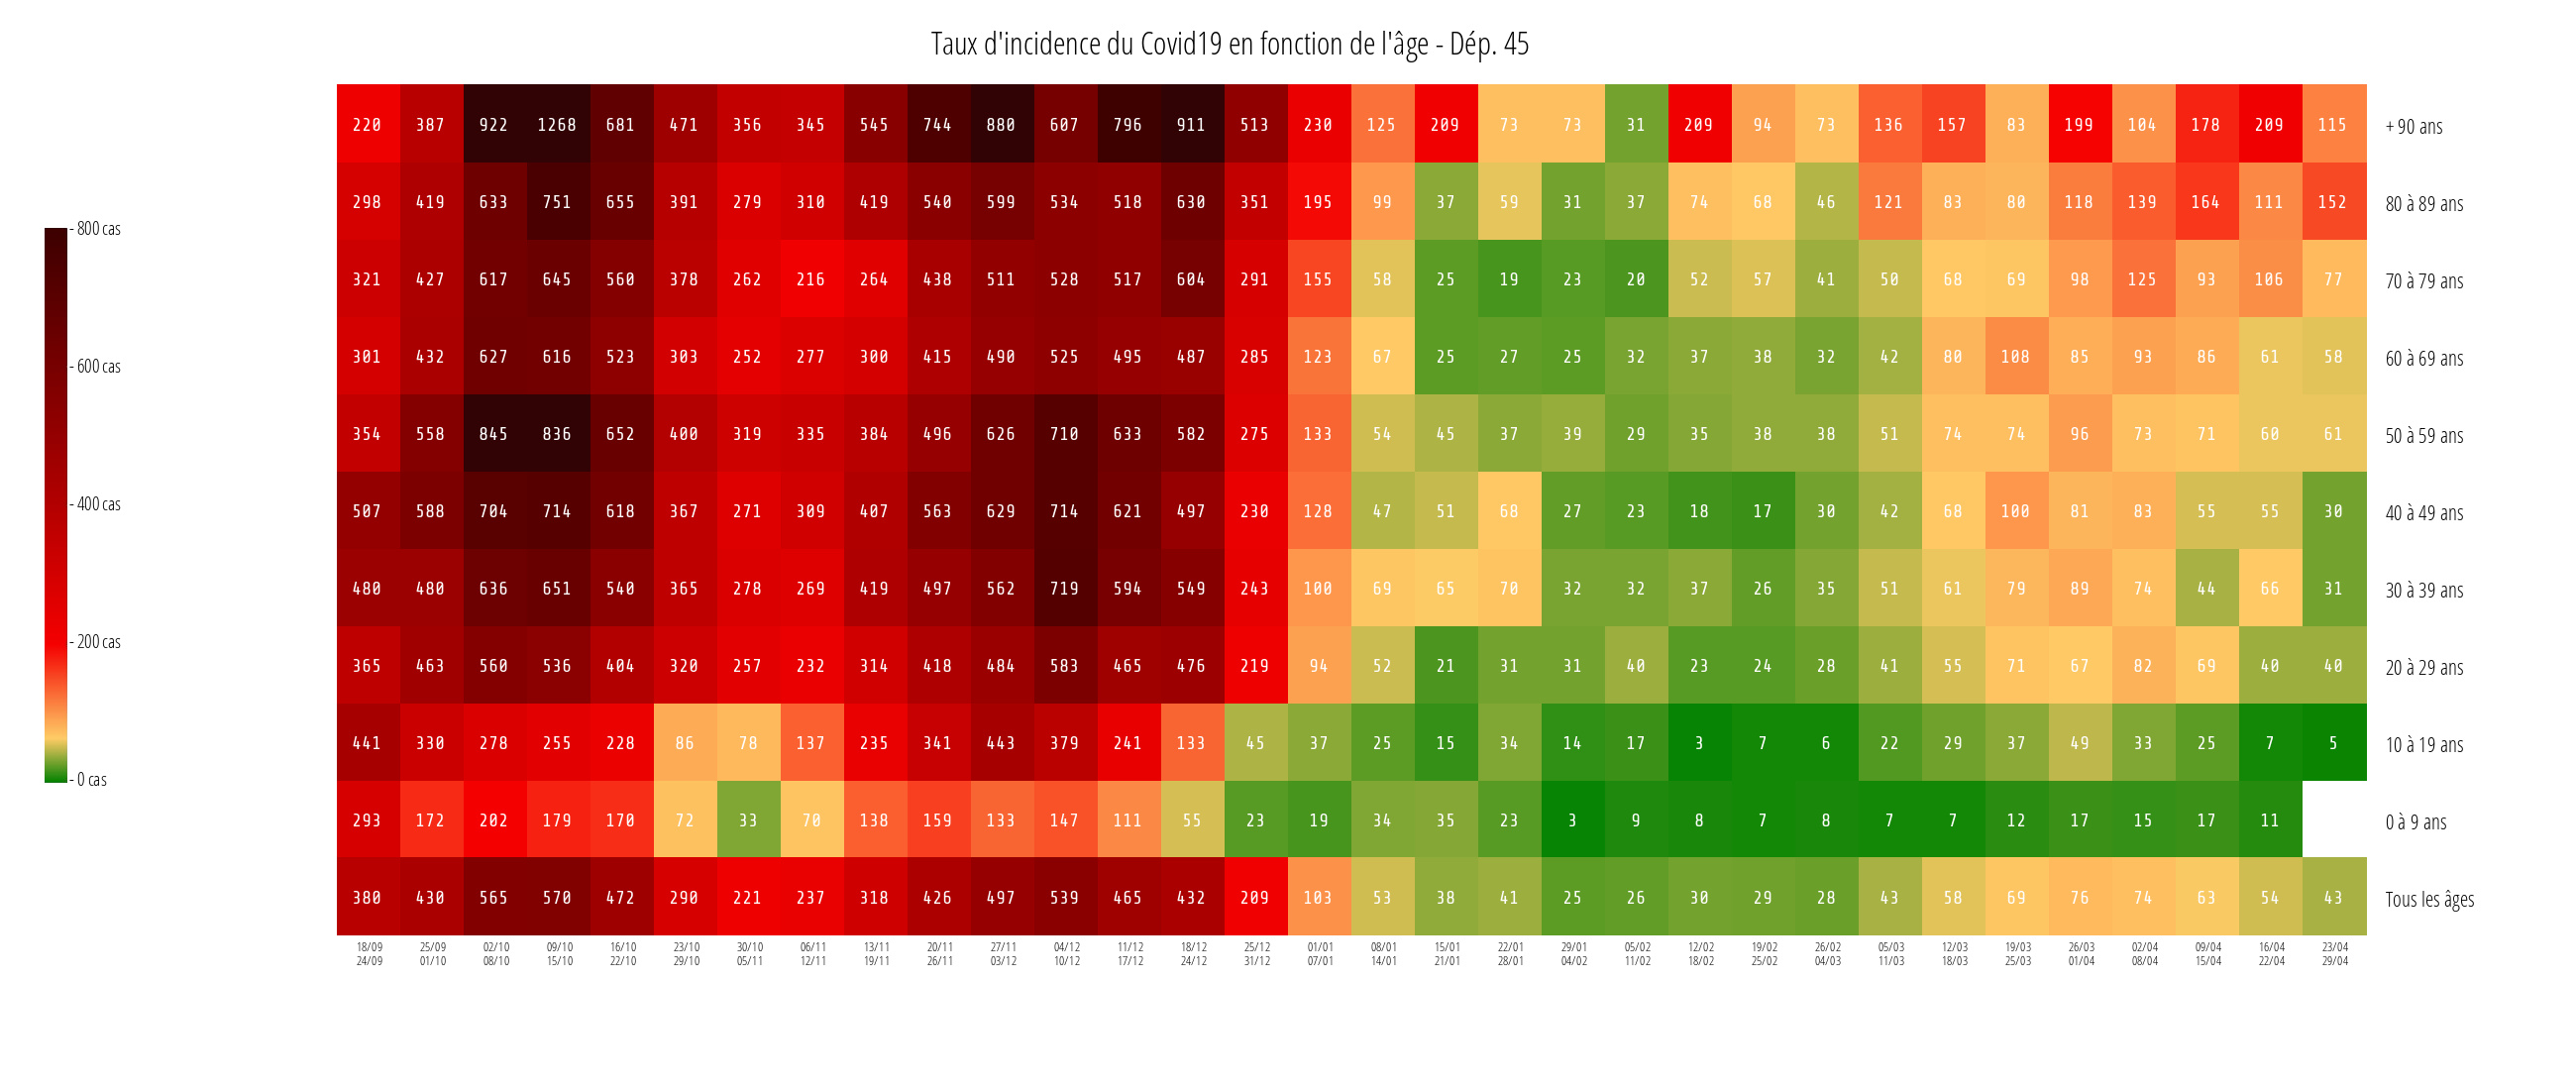 Taux d'incidence du Covid19 en fonction de l'âge - Dép. 45
- 800 cas
- 600 cas
- 400 cas
- 200 cas
- 0 cas
220 387 922 1268 681 471 356 345 545 744 880 607 796 911 513 230 125 209 73 73 31 209 94 73 136 157 83 199 104 178 209 115 + 90 ans
298 419 633 751 655 391 279 310 419 540 599 534 518 630 351 195 99 37 59 31 37 74 68 46 121 83 80 118 139 164 111 152 80 à 89 ans
321 427 617 645 560 378 262 216 264 438 511 528 517 604 291 155 58 25 19 23 20 52 57 41 50 68 69 98 125 93 106 77 70 à 79 ans
301 432 627 616 523 303 252 277 300 415 490 525 495 487 285 123 67 25 27 25 32 37 38 32 42 80 108 85 93 86 61 58 60 à 69 ans
354 558 845 836 652 400 319 335 384 496 626 710 633 582 275 133 54 45 37 39 29 35 38 38 51 74 74 96 73 71 60 61 50 à 59 ans
507 588 704 714 618 367 271 309 407 563 629 714 621 497 230 128 47 51 68 27 23 18 17 30 42 68 100 81 83 55 55 30 40 à 49 ans
480 480 636 651 540 365 278 269 419 497 562 719 594 549 243 100 69 65 70 32 32 37 26 35 51 61 79 89 74 44 66 31 30 à 39 ans
365 463 560 536 404 320 257 232 314 418 484 583 465 476 219 94 52 21 31 31 40 23 24 28 41 55 71 67 82 69 40 40 20 à 29 ans
441 330 278 255 228 86 78 137 235 341 443 379 241 133 45 37 25 15 34 14 17 3 7 6 22 29 37 49 33 25 7 5 10 à 19 ans
293 172 202 179 170 72 33 70 138 159 133 147 111 55 23 19 34 35 23 3 9 8 7 8 7 7 12 17 15 17 11 0 à 9 ans
380 430 565 570 472 290 221 237 318 426 497 539 465 432 209 103 53 38 41 25 26 30 29 28 43 58 69 76 74 63 54 43 Tous les âges
18/09 25/09 02/10 09/10 16/10 23/10 30/10 06/11 13/11 20/11 27/11 04/12 11/12 18/12 25/12 01/01 08/01 15/01 22/01 29/01 05/02 12/02 19/02 26/02 05/03 12/03 19/03 26/03 02/04 09/04 16/04 23/04
24/09 01/10 08/10 15/10 22/10 29/10 05/11 12/11 19/11 26/11 03/12 10/12 17/12 24/12 31/12 07/01 14/01 21/01 28/01 04/02 11/02 18/02 25/02 04/03 11/03 18/03 25/03 01/04 08/04 15/04 22/04 29/04